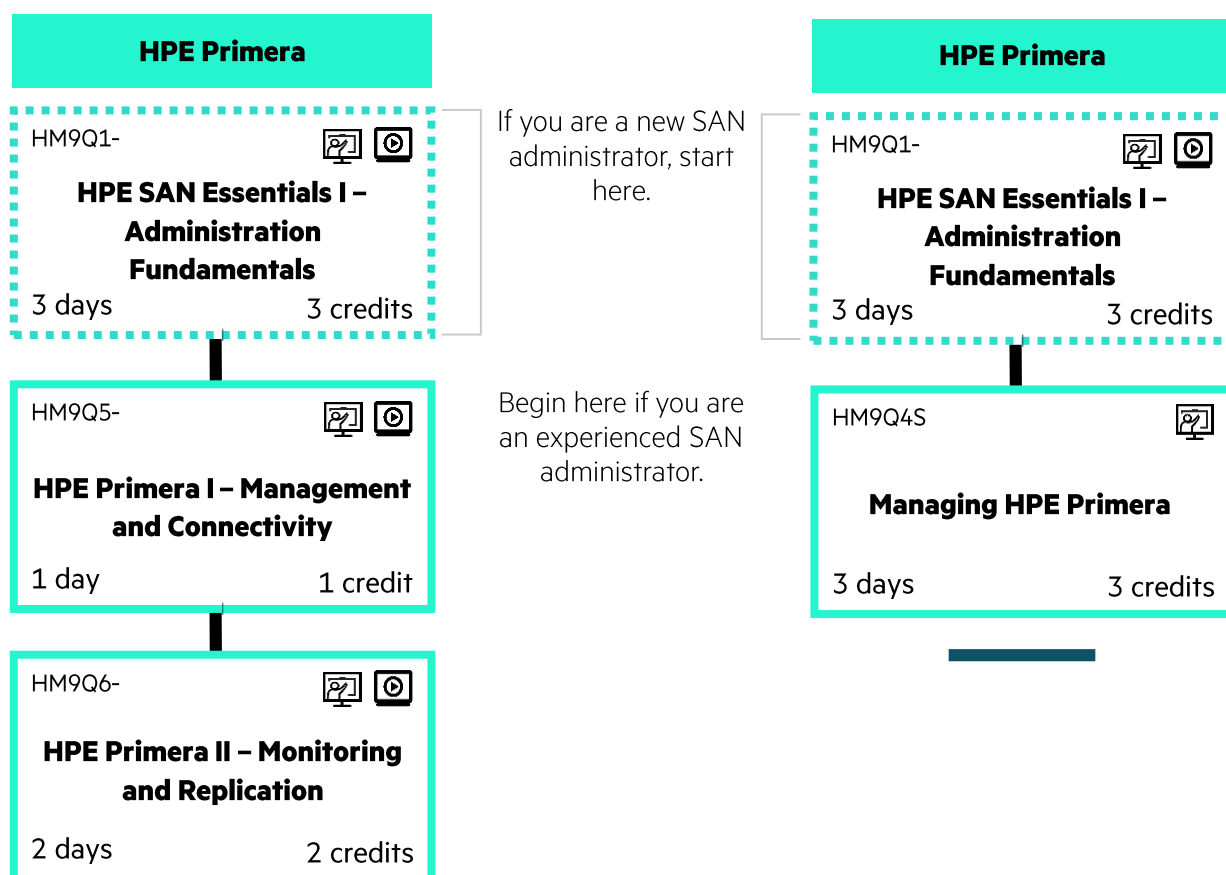 HPE Primera
HM9Q1-
HPE SAN Essentials I –
Administration
Fundamentals
3 days
3 credits
HM9Q5-
HPE Primera I – Management
and Connectivity
1 day
1 credit
HM9Q6-
HPE Primera II – Monitoring
and Replication
2 days
2 credits
If you are a new SAN
administrator, start
here.
Begin here if you are
an experienced SAN
administrator.
HPE Primera
HM9Q1-
HPE SAN Essentials I –
Administration
Fundamentals
3 days
3 credits
HM9Q4S
Managing HPE Primera
3 days
3 credits